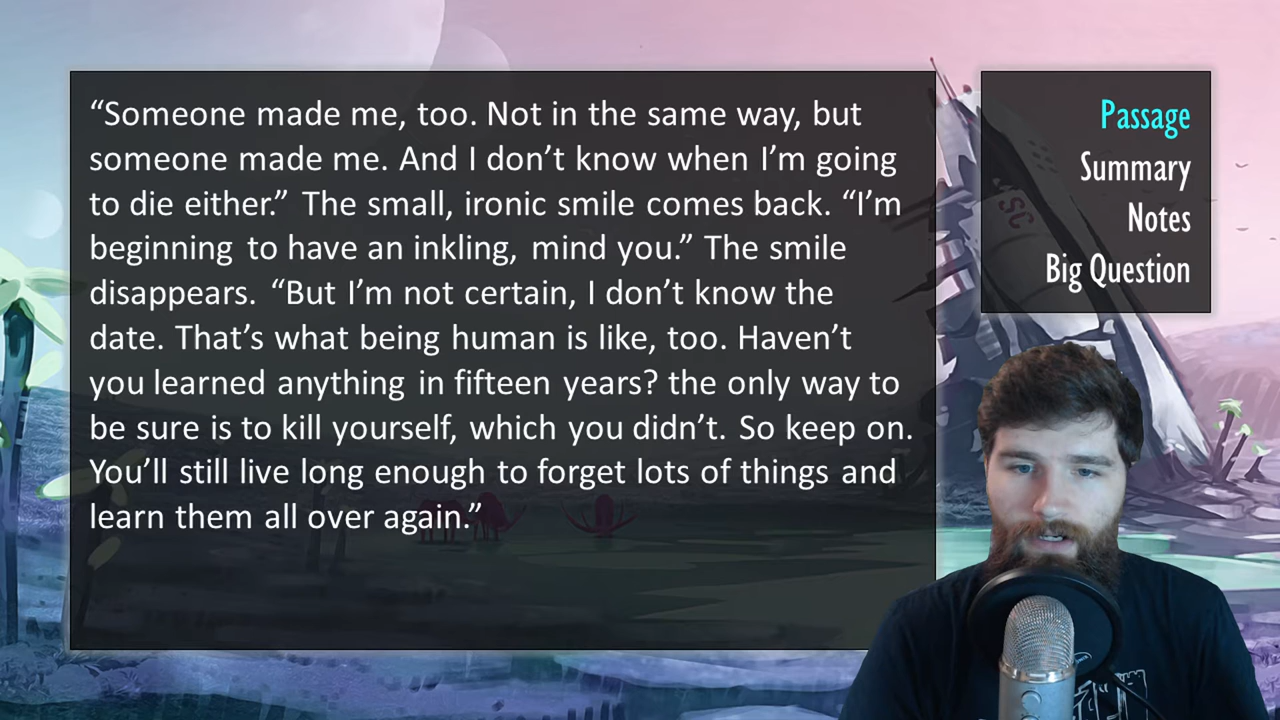 “Someone made me, too. Not in the same way, but
someone made me. And I don’t know when I’m going
to die either.” The small, ironic smile comes back. “I’m
beginning to have an inkling, mind you.” The smile
disappears. “But I’m not certain, I don’t know the
date. That’s what being human is like, too. Haven’t
you learned anything in fifteen years? the only way to
be sure is to kill yourself, which you didn’t. So keep on.
You’ll still live long enough to forget lots of things and
learn them all over again.”
Passage
Summary
Notes
Big Question
SC